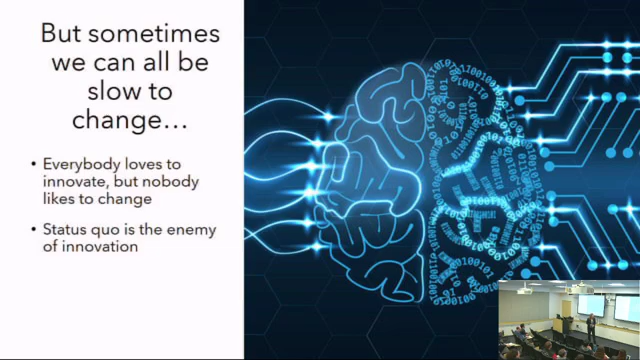 But sometimes
we can all be
slow to
change…
• Everybody loves to
innovate, but nobody
likes to change
• Status quo is the enemy
of innovation